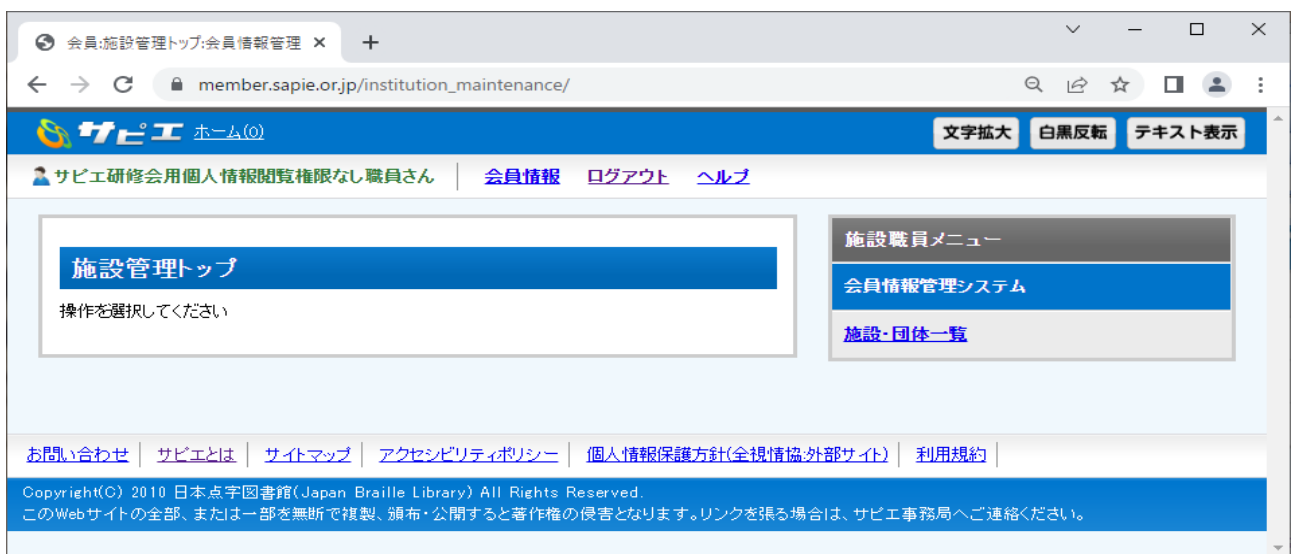 会員:施設管理トップ:会員情報管理
member.sapie.or.jp/institution_maintenance/
サピエ ホーム(0)
文字拡大 白黒反転 テキスト表示
サピエ研修会用個人情報閲覧権限なし職員さん 会員情報 ログアウト ヘルプ
施設管理トップ
操作を選択してください
施設職員メニュー
会員情報管理システム
施設・団体一覧
お問い合わせ サピエとは サイトマップ アクセシビリティポリシー 個人情報保護方針(全視情協:外部サイト) 利用規約
Copyright(C) 2010 日本点字図書館(Japan Braille Library) All Rights Reserved.
このWebサイトの全部、または一部を無断で複製、頒布・公開すると著作権の侵害となります。リンクを張る場合は、サピエ事務局へご連絡ください。